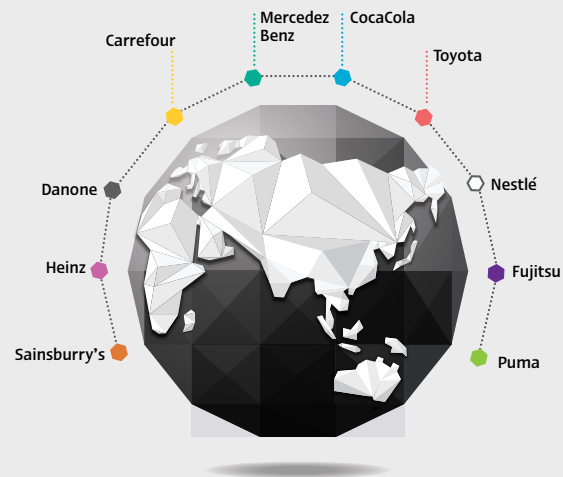 Mercedez
Benz
CocaCola
Carrefour
Toyota
Danone
Nestlé
Heinz
Fujitsu
Sainsburry's
Puma